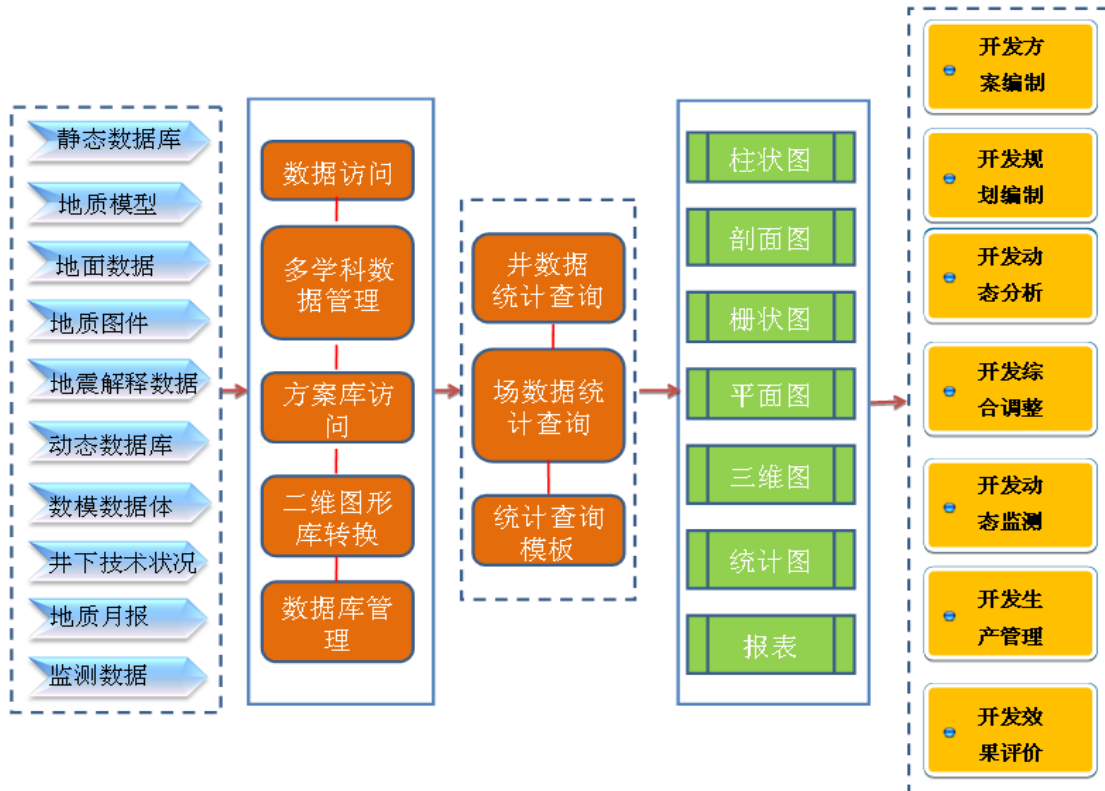 静态数据库
地质模型
地面数据
地质图件
地震解释数据
动态数据库
数模数据体
井下技术状况
地质月报
监测数据
数据访问
多学科数
据管理
方案库访
问
二维图形
库转换
数据库管
理
井数据
统计查询
场数据统
计查询
统计查询
模板
柱状图
剖面图
栅状图
平面图
三维图
统计图
报表
开发方
案编制
开发规
划编制
开发动
态分析
开发综
合调整
开发动
态监测
开发生
产管理
开发效
果评价